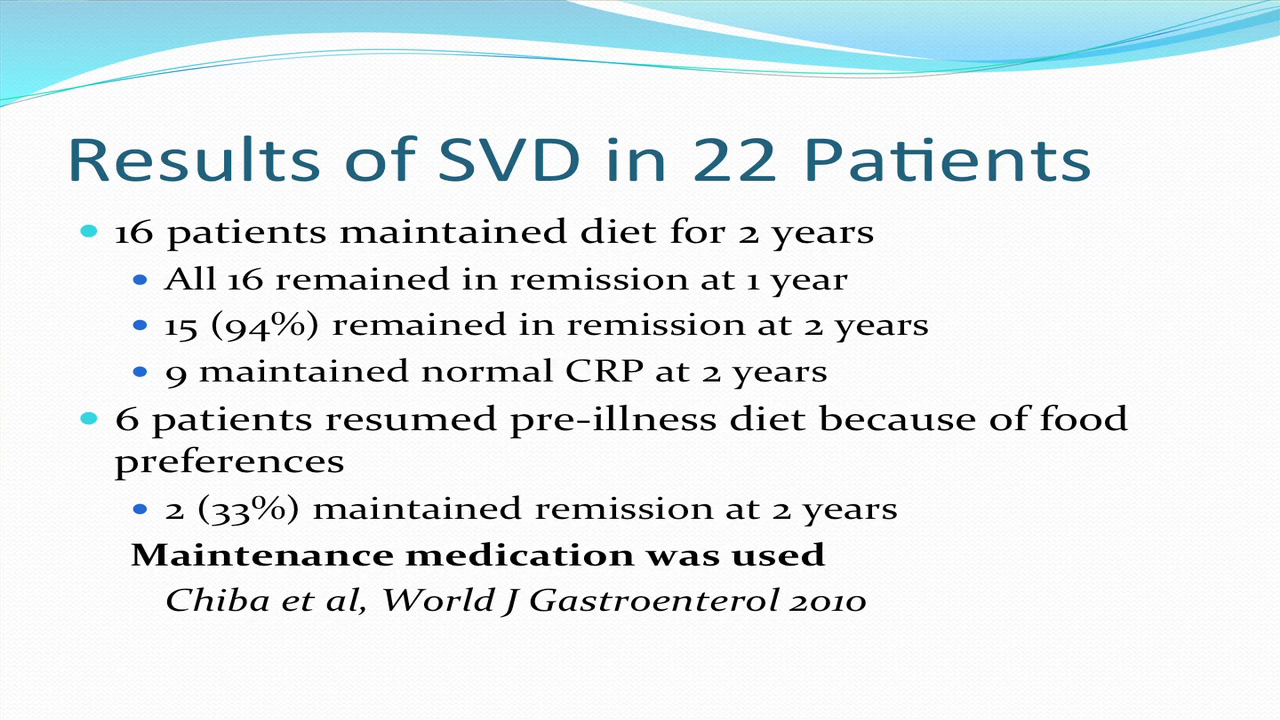 Results of SVD in 22 Patients
• 16 patients maintained diet for 2 years
• All 16 remained in remission at 1 year
• 15 (94%) remained in remission at 2 years
• 9 maintained normal CRP at 2 years
• 6 patients resumed pre-illness diet because of food
preferences
• 2 (33%) maintained remission at 2 years
Maintenance medication was used
Chiba et al, World J Gastroenterol 2010